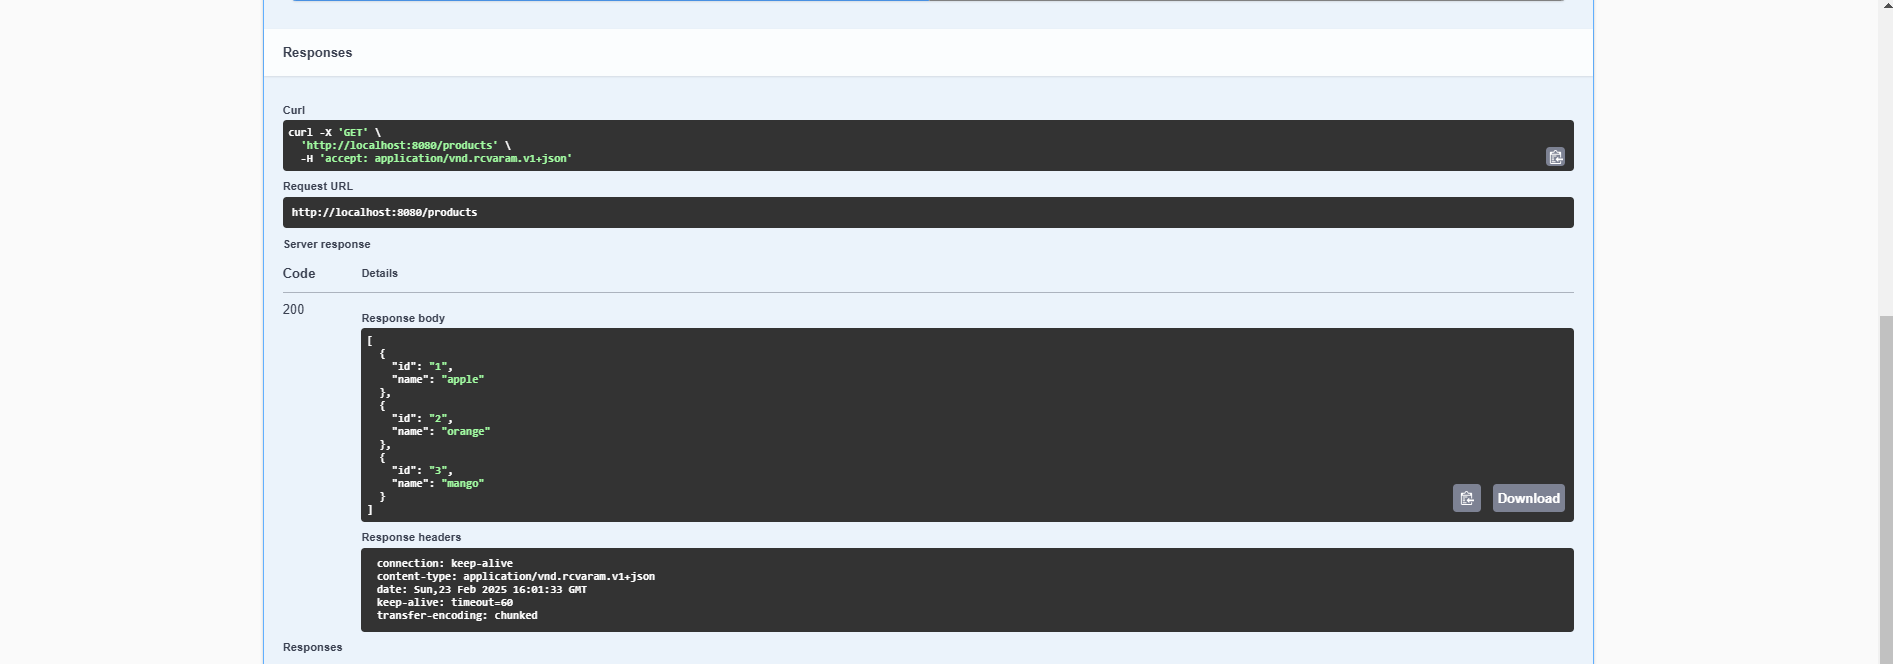 Responses
Curl
curl -X 'GET' \
  'http://localhost:8080/products' \
  -H 'accept: application/vnd.rcvaram.v1+json'
Request URL
http://localhost:8080/products
Server response
Code Details
200
Response body
[
  {
    "id": "1",
    "name": "apple"
  },
  {
    "id": "2",
    "name": "orange"
  },
  {
    "id": "3",
    "name": "mango"
  }
]
Download
Response headers
connection: keep-alive
content-type: application/vnd.rcvaram.v1+json
date: Sun,23 Feb 2025 16:01:33 GMT
keep-alive: timeout=60
transfer-encoding: chunked
Responses